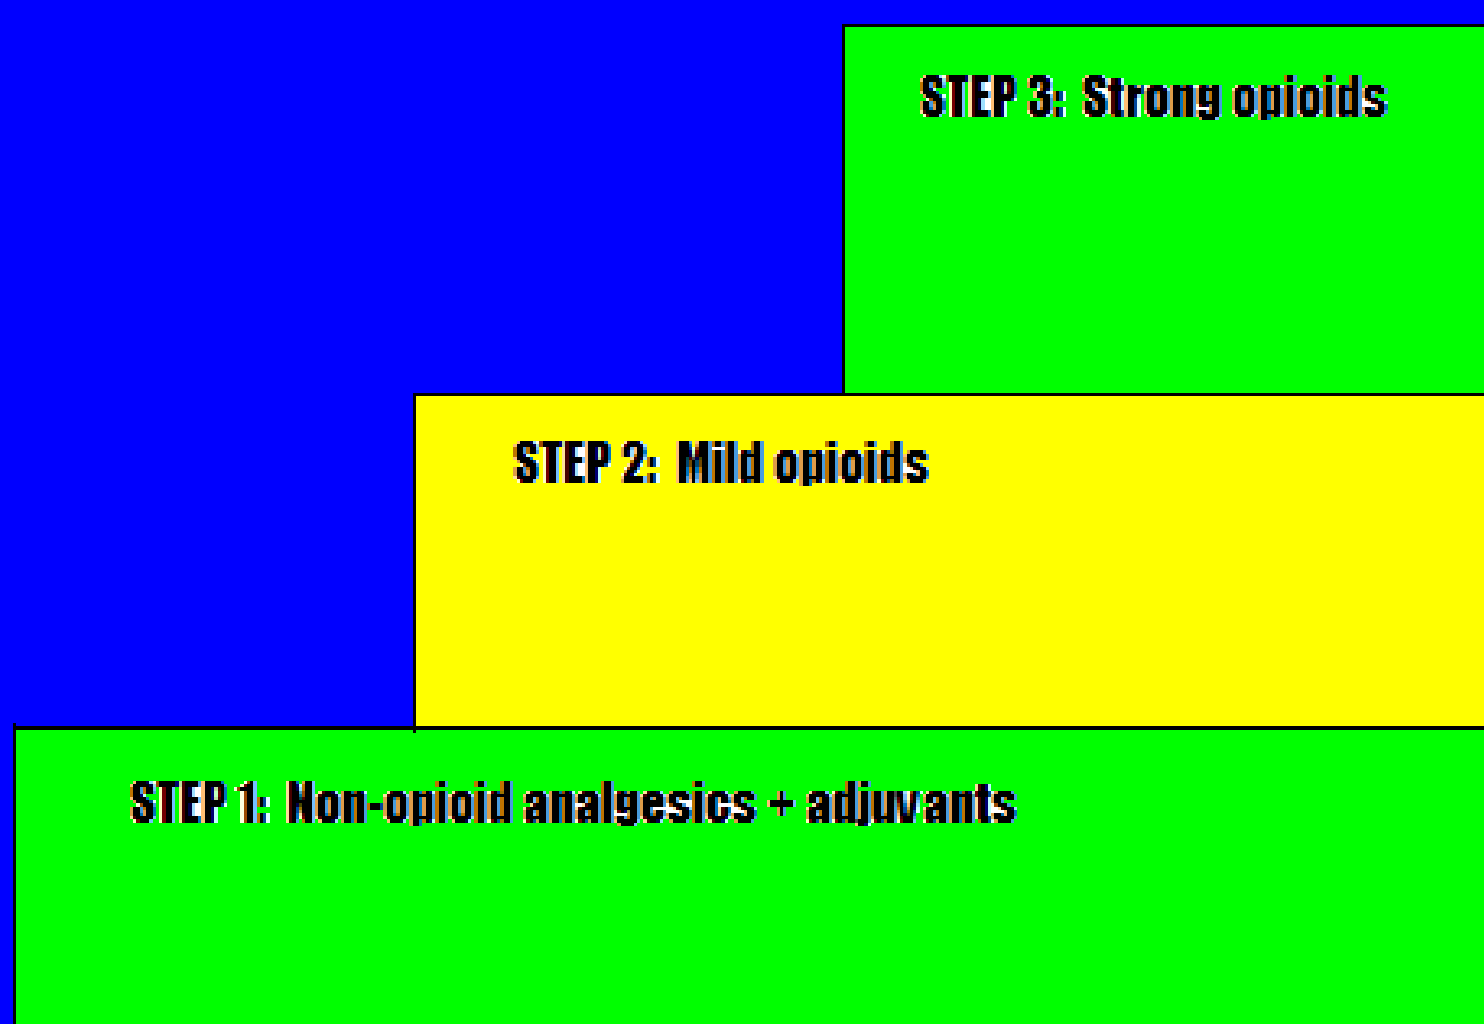 STEP 3: Strong opioids
STEP 2: Mild opioids
STEP 1: Non-opioid analgesics + adjuvants